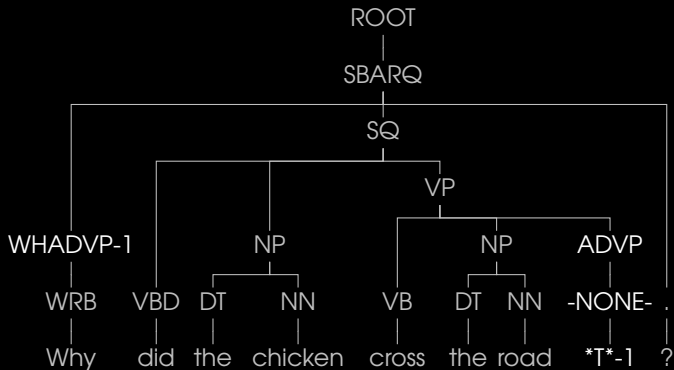 ROOT
SBARQ
SQ
VP
WHADVP-1 NP NP ADVP
WRB VBD DT NN VB DT NN -NONE- .
Why did the chicken cross the road *T*-1 ?